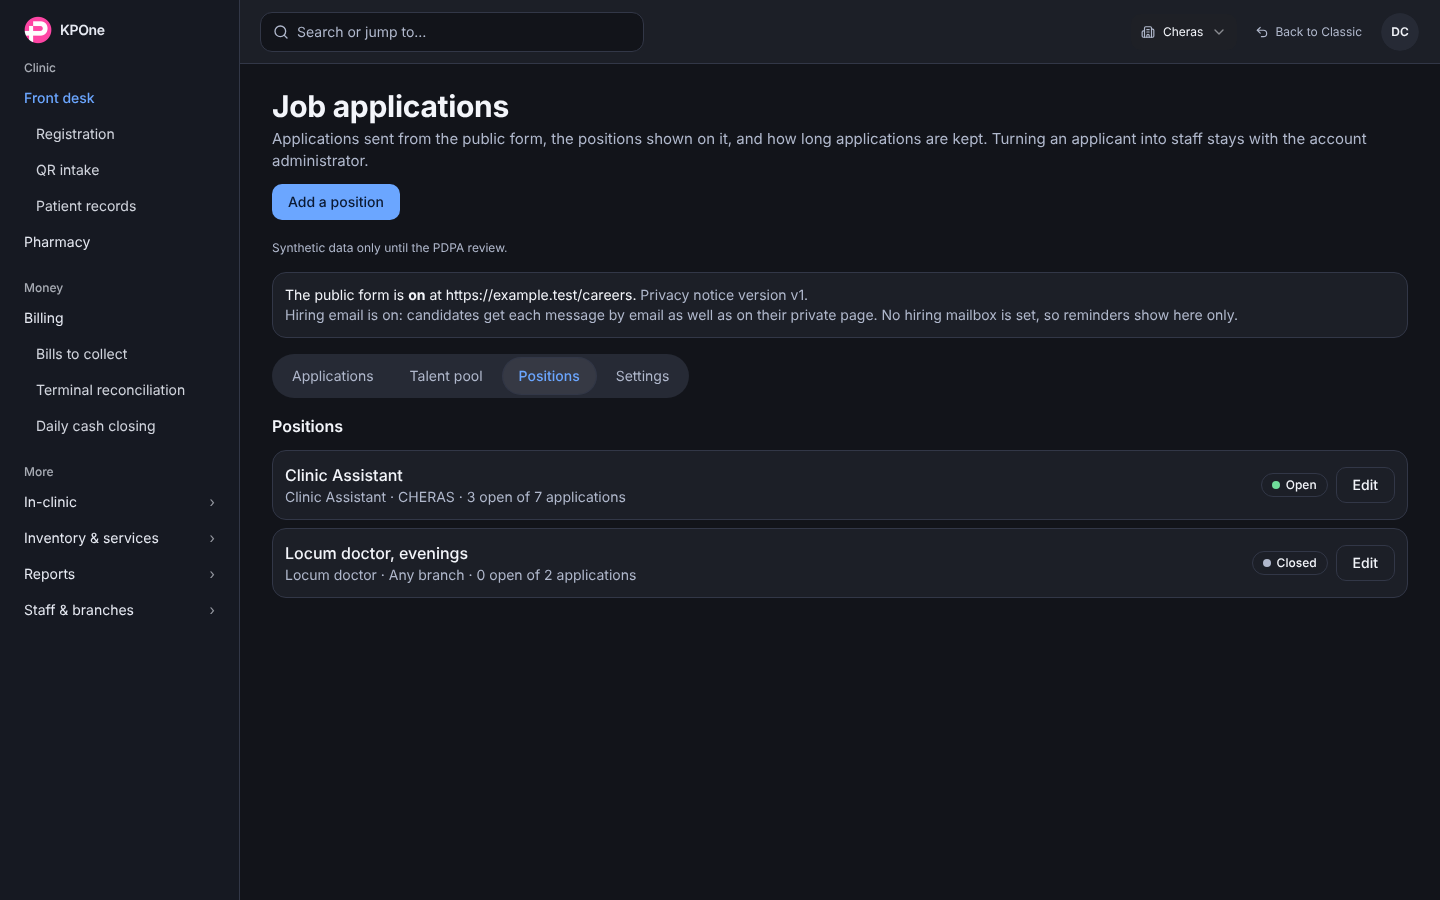 KPOne
Search or jump to...
Cheras
Back to Classic
DC
Clinic
Front desk
Registration
QR intake
Patient records
Pharmacy
Money
Billing
Bills to collect
Terminal reconciliation
Daily cash closing
More
In-clinic
Inventory & services
Reports
Staff & branches
Job applications
Applications sent from the public form, the positions shown on it, and how long applications are kept. Turning an applicant into staff stays with the account
administrator.
Add a position
Synthetic data only until the PDPA review.
The public form is on at https://example.test/careers. Privacy notice version v1.
Hiring email is on: candidates get each message by email as well as on their private page. No hiring mailbox is set, so reminders show here only.
Applications
Talent pool
Positions
Settings
Positions
Clinic Assistant
Clinic Assistant · CHERAS · 3 open of 7 applications
Open
Edit
Locum doctor, evenings
Locum doctor · Any branch · 0 open of 2 applications
Closed
Edit